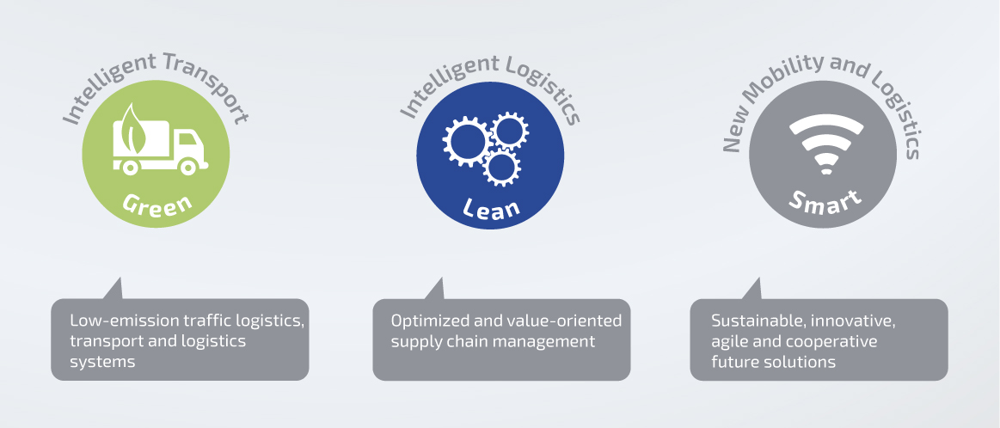 Intelligent Transport
Green
Intelligent Logistics
Lean
New Mobility and Logistics
Smart
Low-emission traffic logistics,
transport and logistics
systems
Optimized and value-oriented
supply chain management
Sustainable, innovative,
agile and cooperative
future solutions